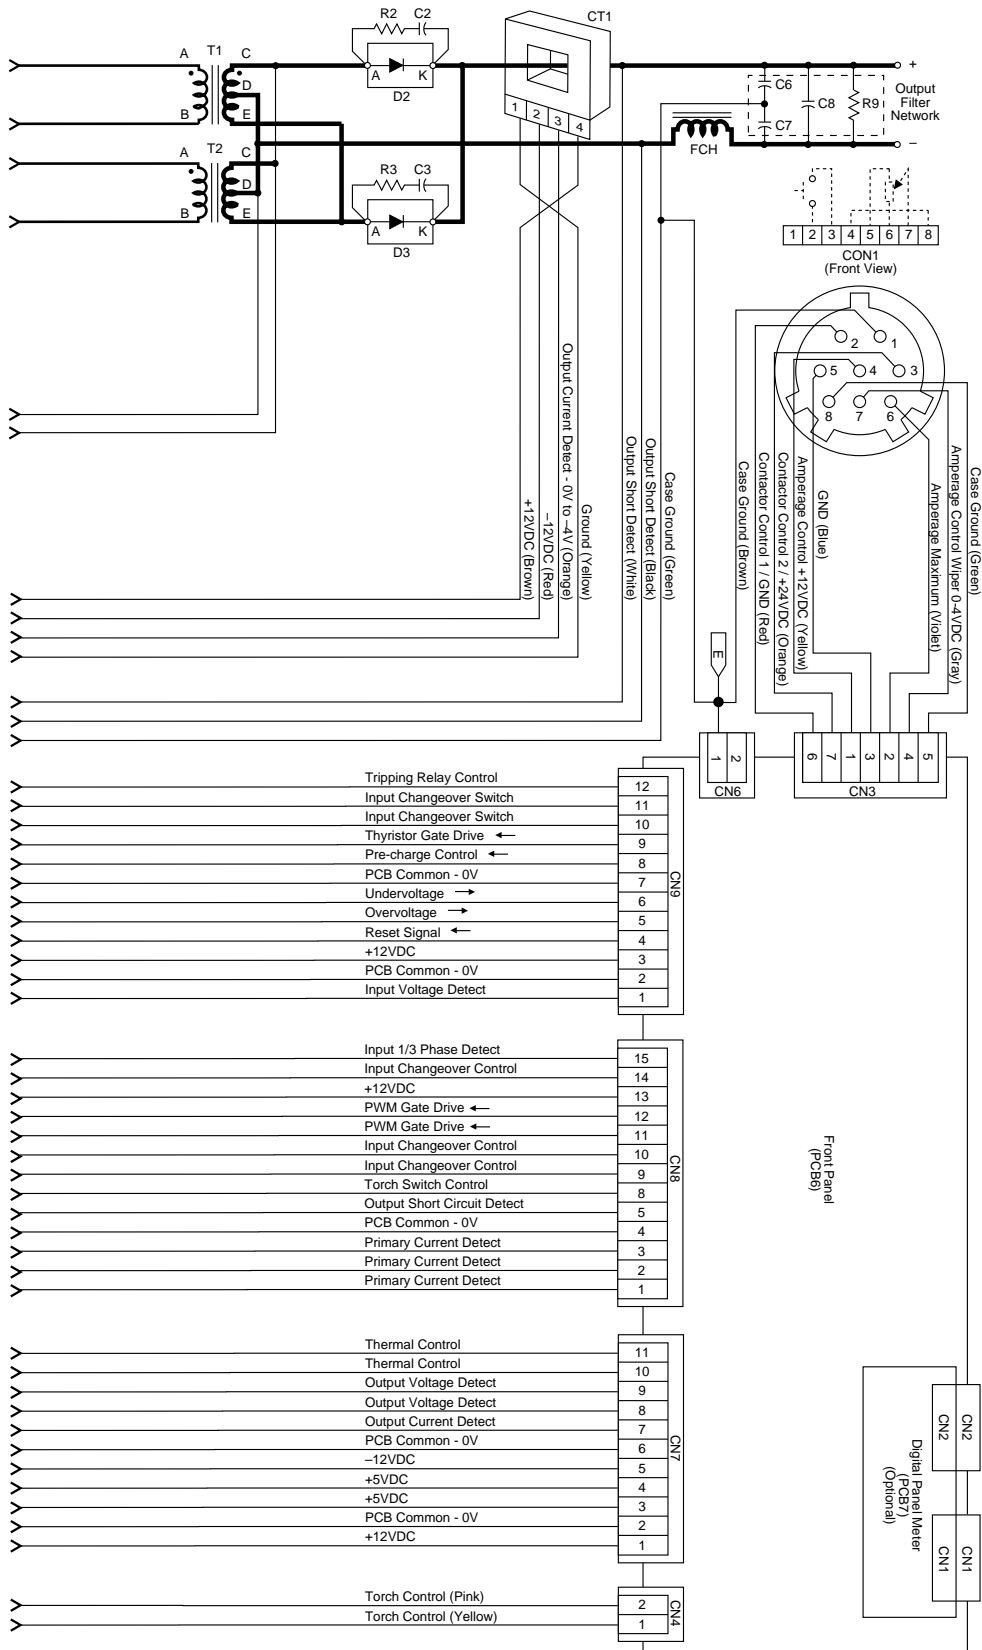 R2 C2
CT1
A T1 C
D
B E
A K
D2
1 2 3 4
A T2 C
D
B E
R3 C3
A K
D3
FCH
C6
C7
C8
R9
+
–
Output
Filter
Network
1 2 3 4 5 6 7 8
CON1
(Front View)
2 1
5 4 3
8 7 6
+12VDC (Brown)
–12VDC (Red)
Output Current Detect - 0V to –4V (Orange)
Ground (Yellow)
Output Short Detect (White)
Output Short Detect (Black)
Case Ground (Green)
Case Ground (Brown)
Contactor Control 1 / GND (Red)
Contactor Control 2 / +24VDC (Orange)
Amperage Control +12VDC (Yellow)
GND (Blue)
Amperage Maximum (Violet)
Amperage Control Wiper 0-4VDC (Gray)
Case Ground (Green)
E
1 2
CN6
6 7 1 3 2 4 5
CN3
CN9
Tripping Relay Control 12
Input Changeover Switch 11
Input Changeover Switch 10
Thyristor Gate Drive ← 9
Pre-charge Control ← 8
PCB Common - 0V 7
Undervoltage → 6
Overvoltage → 5
Reset Signal ← 4
+12VDC 3
PCB Common - 0V 2
Input Voltage Detect 1
CN8
Input 1/3 Phase Detect 15
Input Changeover Control 14
+12VDC 13
PWM Gate Drive ← 12
PWM Gate Drive ← 11
Input Changeover Control 10
Input Changeover Control 9
Torch Switch Control 8
Output Short Circuit Detect 5
PCB Common - 0V 4
Primary Current Detect 3
Primary Current Detect 2
Primary Current Detect 1
Front Panel
(PCB6)
CN7
Thermal Control 11
Thermal Control 10
Output Voltage Detect 9
Output Voltage Detect 8
Output Current Detect 7
PCB Common - 0V 6
–12VDC 5
+5VDC 4
+5VDC 3
PCB Common - 0V 2
+12VDC 1
Digital Panel Meter
(PCB7)
(Optional)
CN2 CN2
CN1 CN1
CN4
Torch Control (Pink) 2
Torch Control (Yellow) 1